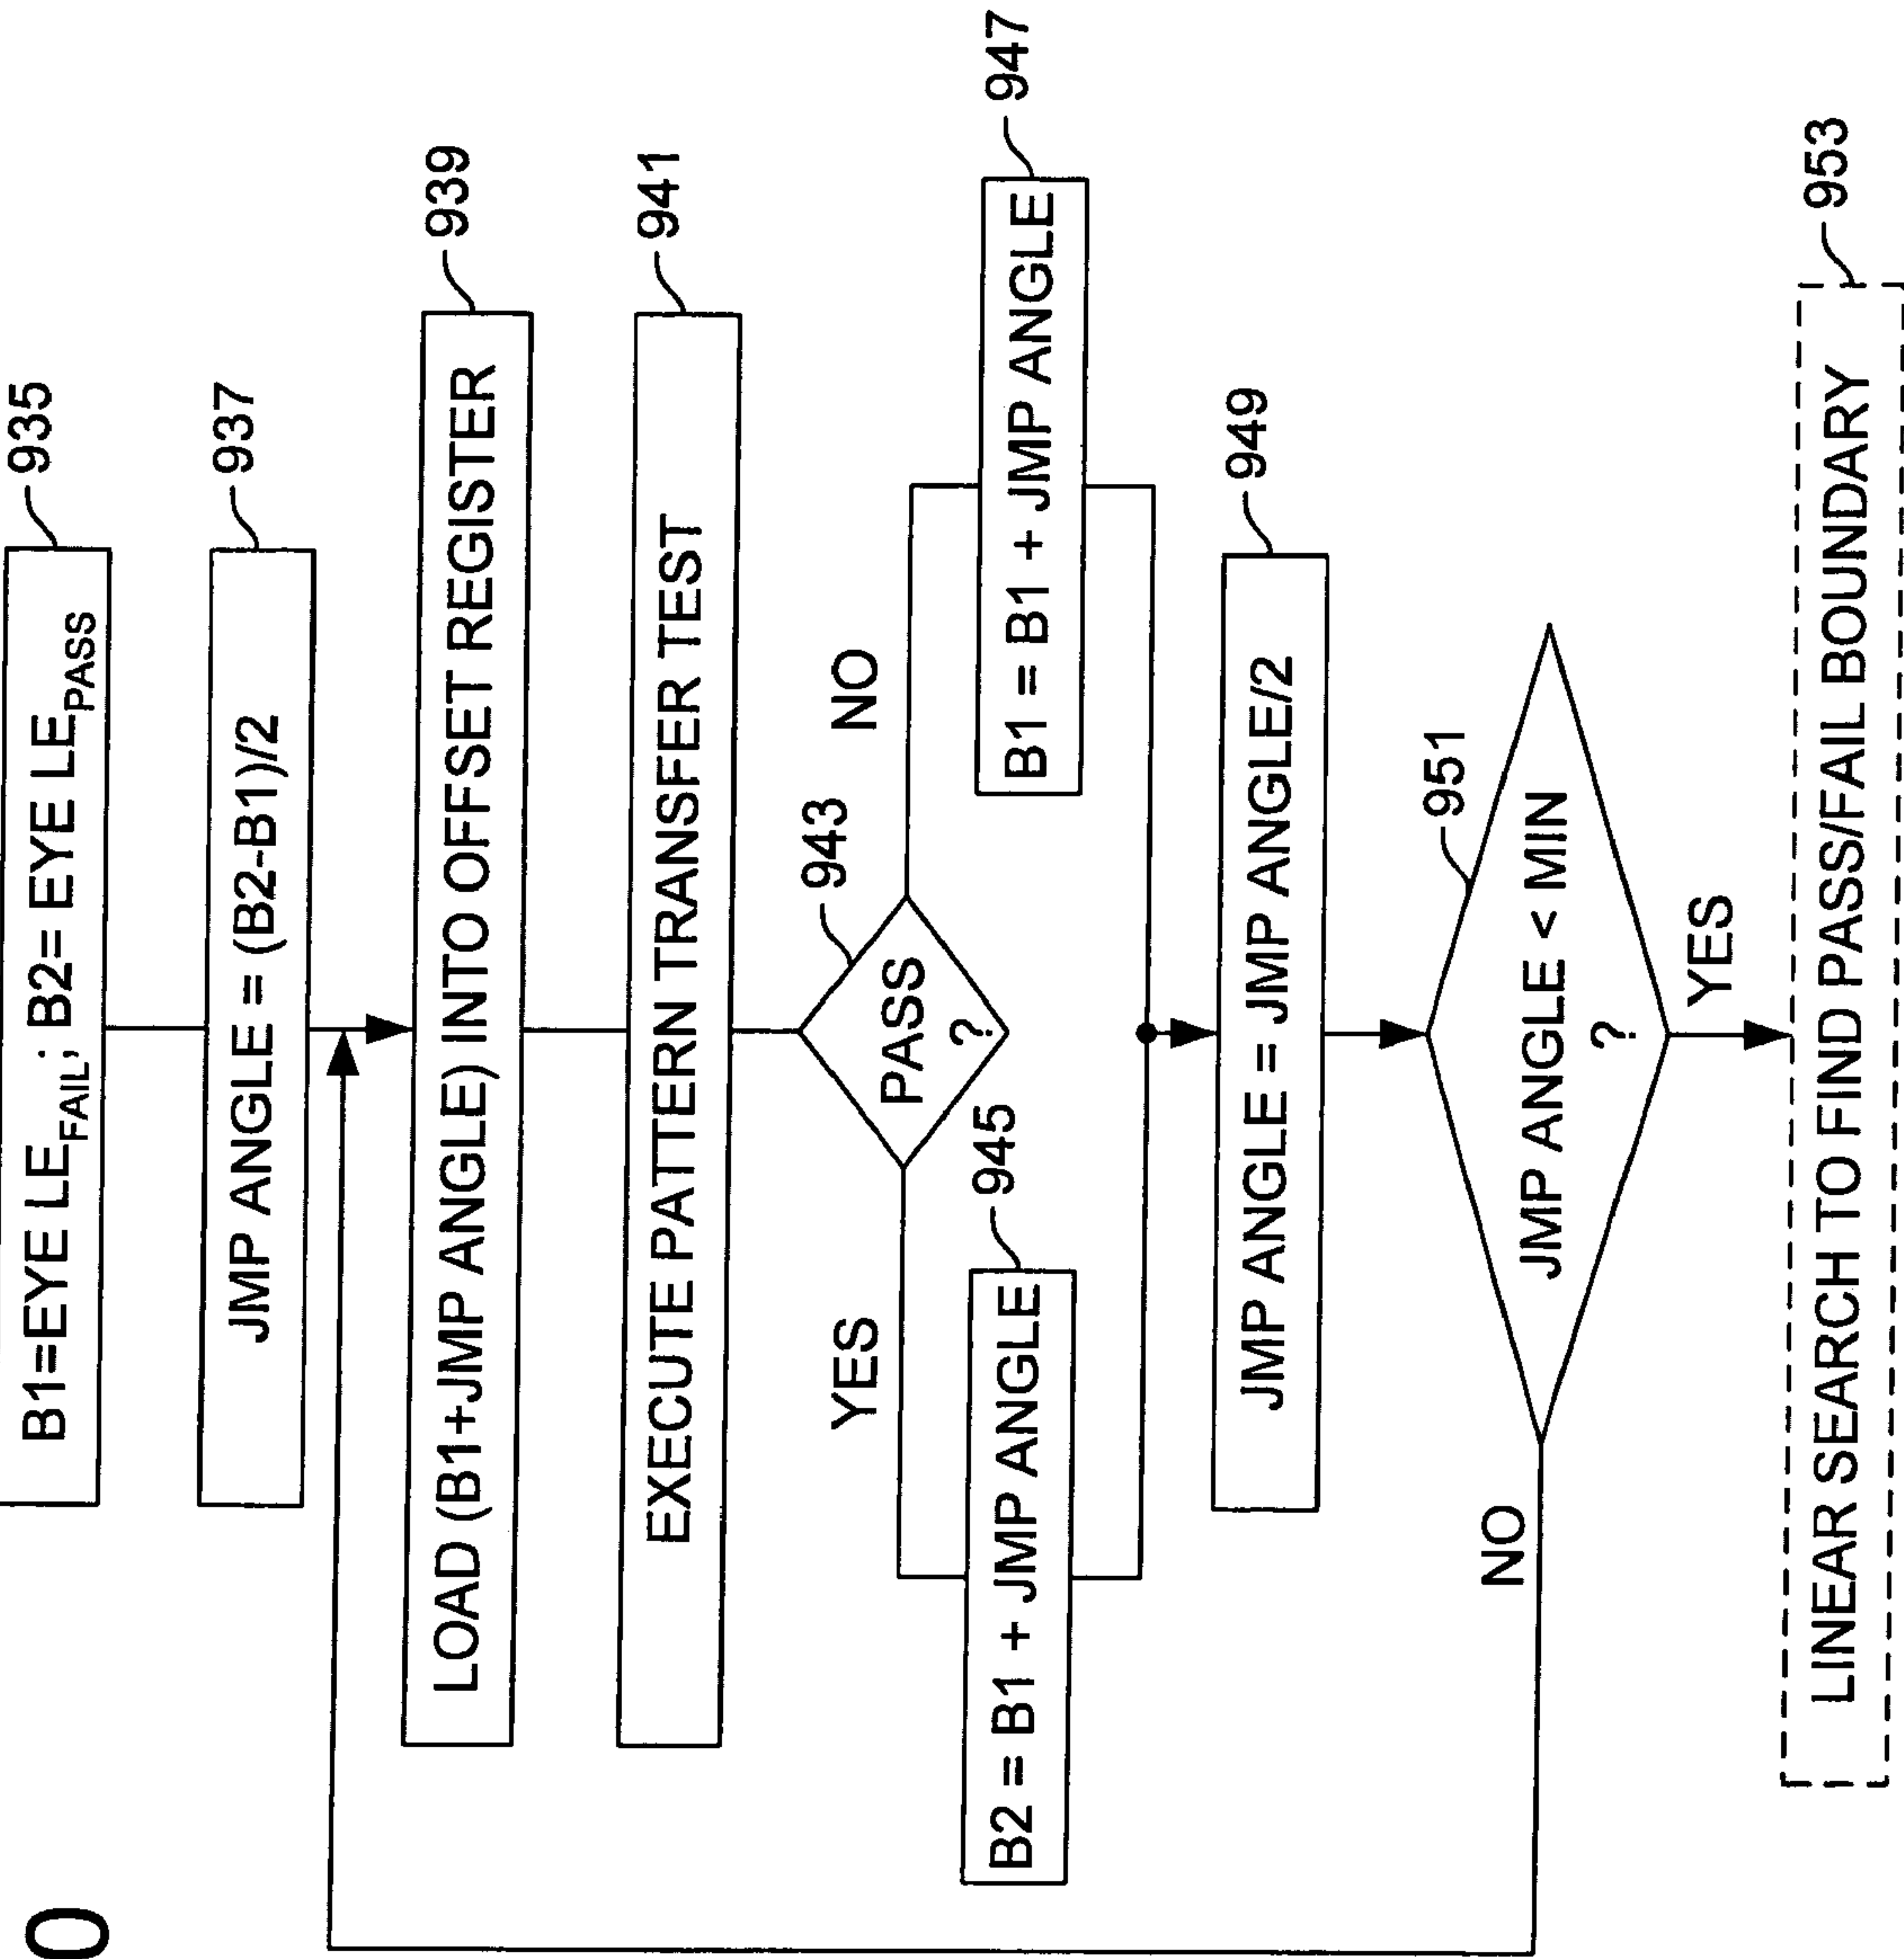 935
B1=EYE LE_FAIL; B2= EYE LE_PASS
937
JMP ANGLE = (B2-B1)/2
939
LOAD (B1+JMP ANGLE) INTO OFFSET REGISTER
941
EXECUTE PATTERN TRANSFER TEST
943
PASS
?
YES
NO
945
B2 = B1 + JMP ANGLE
947
B1 = B1 + JMP ANGLE
949
JMP ANGLE = JMP ANGLE/2
951
JMP ANGLE < MIN
?
NO
YES
953
LINEAR SEARCH TO FIND PASS/FAIL BOUNDARY
0